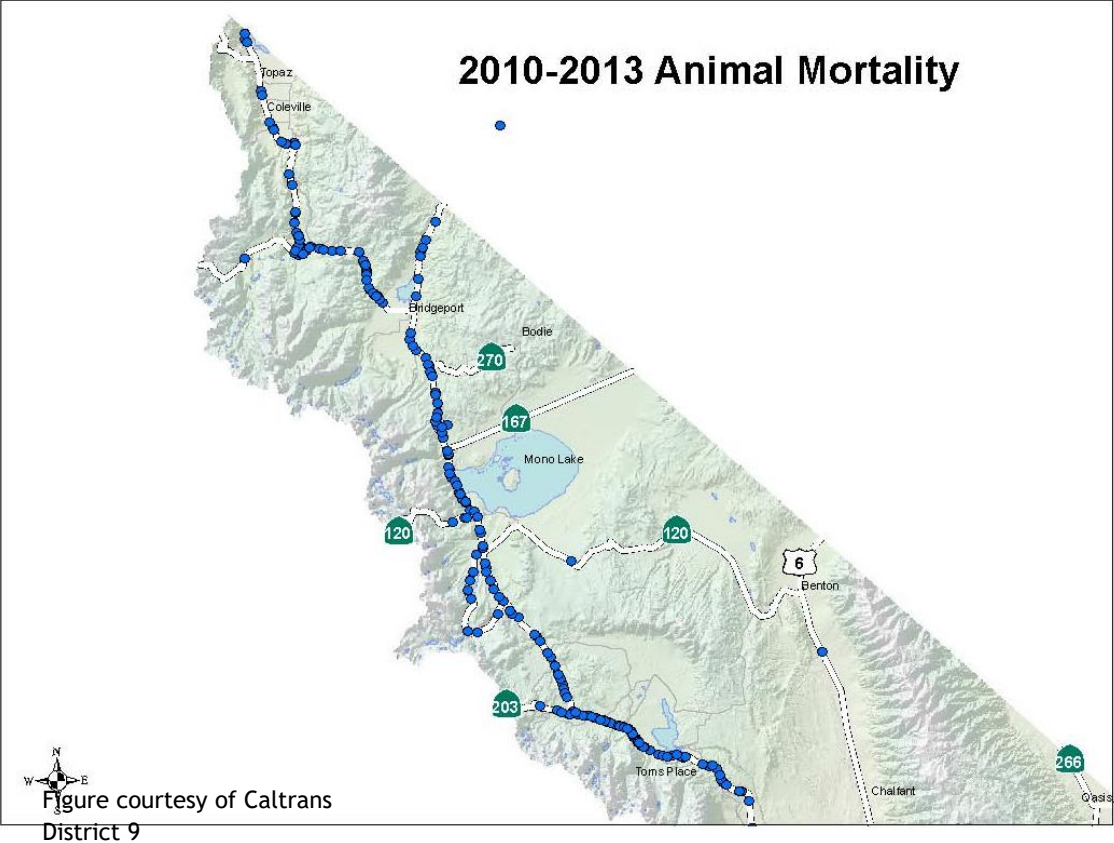 2010-2013 Animal Mortality
Topaz
Coleville
Bridgeport
Bodie
270
167
Mono Lake
120
120
6
Benton
203
Toms Place
266
Chalfant
Oasis
N
W
E
S
Figure courtesy of Caltrans
District 9